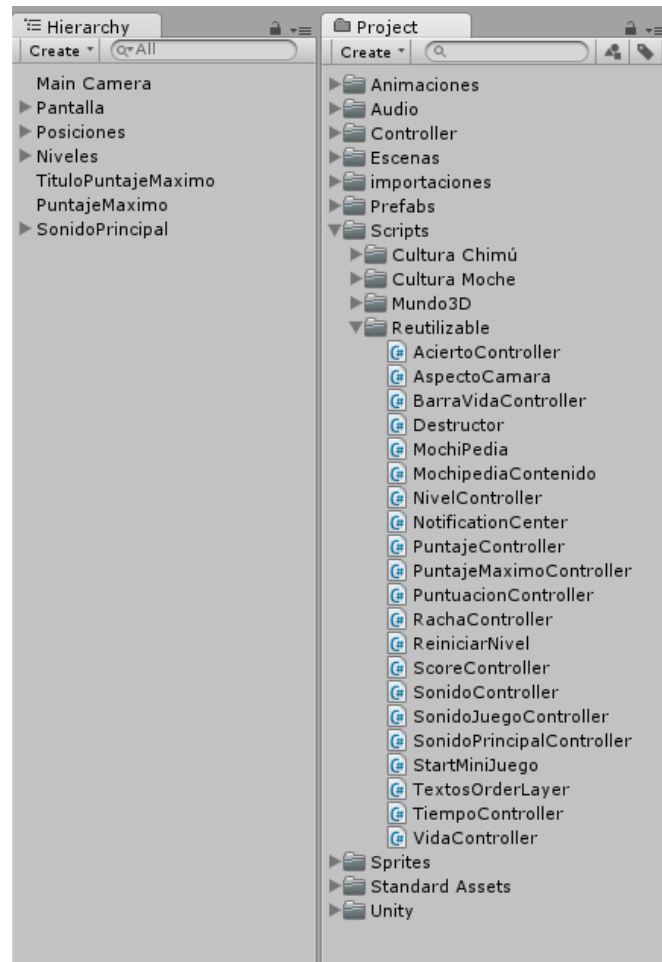 Hierarchy
Create
All
Main Camera
Pantalla
Posiciones
Niveles
TituloPuntajeMaximo
PuntajeMaximo
SonidoPrincipal
Project
Create
Animaciones
Audio
Controller
Escenas
importaciones
Prefabs
Scripts
Cultura Chimú
Cultura Moche
Mundo3D
Reutilizable
AciertoController
AspectoCamara
BarraVidaController
Destructor
MochiPedia
MochipediaContenido
NivelController
NotificationCenter
PuntajeController
PuntajeMaximoController
PuntuacionController
RachaController
ReiniciarNivel
ScoreController
SonidoController
SonidoJuegoController
SonidoPrincipalController
StartMiniJuego
TextosOrderLayer
TiempoController
VidaController
Sprites
Standard Assets
Unity